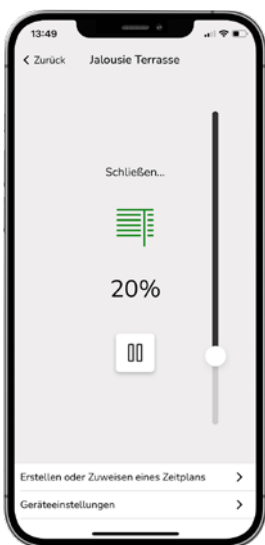 13:49
Zurück Jalousie Terrasse
Schließen...
20%
Erstellen oder Zuweisen eines Zeitplans
Geräteeinstellungen